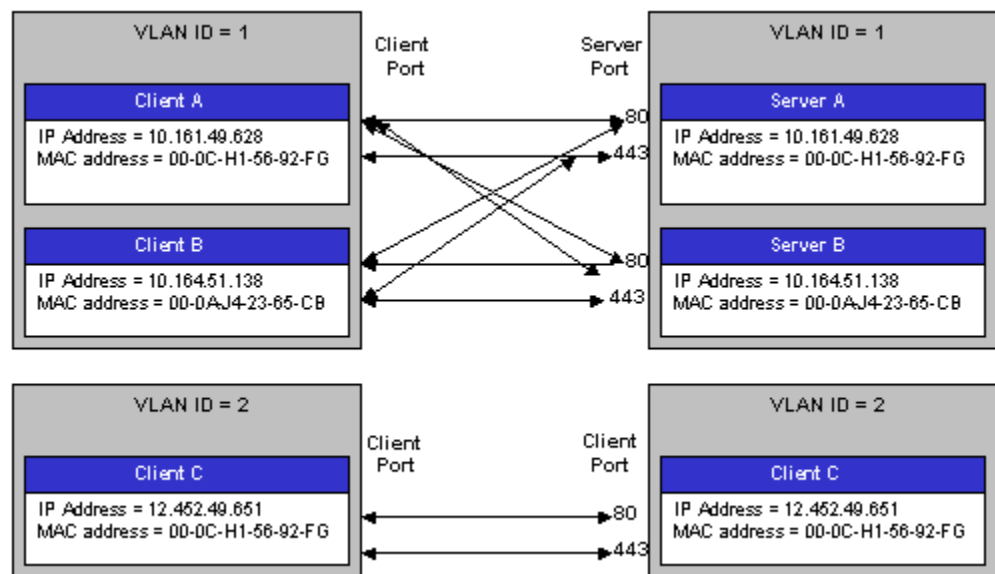 VLAN ID = 1
Client A
IP Address = 10.161.49.628
MAC address = 00-0C-H1-56-92-FG
Client B
IP Address = 10.164.51.138
MAC address = 00-0AJ4-23-65-CB
Client
Port
Server
Port
80
443
80
443
VLAN ID = 1
Server A
IP Address = 10.161.49.628
MAC address = 00-0C-H1-56-92-FG
Server B
IP Address = 10.164.51.138
MAC address = 00-0AJ4-23-65-CB
VLAN ID = 2
Client C
IP Address = 12.452.49.651
MAC address = 00-0C-H1-56-92-FG
Client
Port
Client
Port
80
443
VLAN ID = 2
Client C
IP Address = 12.452.49.651
MAC address = 00-0C-H1-56-92-FG